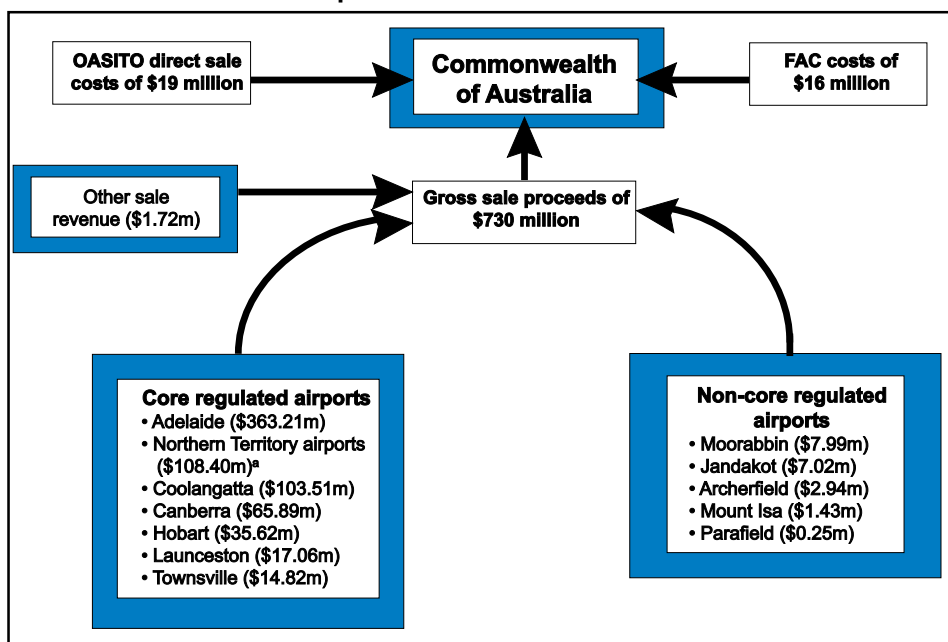 OASITO direct sale
costs of $19 million
Commonwealth
of Australia
FAC costs of
$16 million
Other sale
revenue ($1.72m)
Gross sale proceeds of
$730 million
Core regulated airports
• Adelaide ($363.21m)
• Northern Territory airports
($108.40m)ª
• Coolangatta ($103.51m)
• Canberra ($65.89m)
• Hobart ($35.62m)
• Launceston ($17.06m)
• Townsville ($14.82m)
Non-core regulated
airports
• Moorabbin ($7.99m)
• Jandakot ($7.02m)
• Archerfield ($2.94m)
• Mount Isa ($1.43m)
• Parafield ($0.25m)